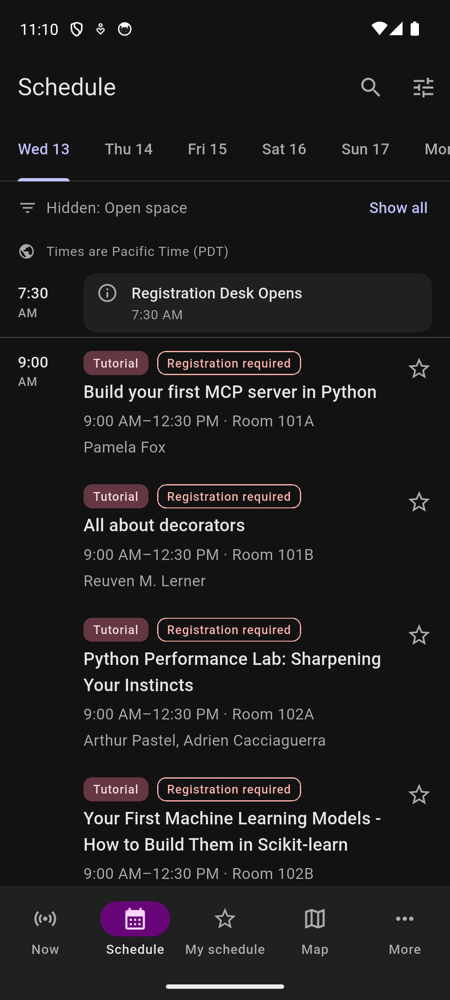 11:10
Schedule
Wed 13 Thu 14 Fri 15 Sat 16 Sun 17 Mon
Hidden: Open space Show all
Times are Pacific Time (PDT)
7:30 AM
Registration Desk Opens
7:30 AM
9:00 AM
Tutorial Registration required
Build your first MCP server in Python
9:00 AM–12:30 PM · Room 101A
Pamela Fox
Tutorial Registration required
All about decorators
9:00 AM–12:30 PM · Room 101B
Reuven M. Lerner
Tutorial Registration required
Python Performance Lab: Sharpening
Your Instincts
9:00 AM–12:30 PM · Room 102A
Arthur Pastel, Adrien Cacciaguerra
Tutorial Registration required
Your First Machine Learning Models -
How to Build Them in Scikit-learn
9:00 AM–12:30 PM · Room 102B
Now Schedule My schedule Map More